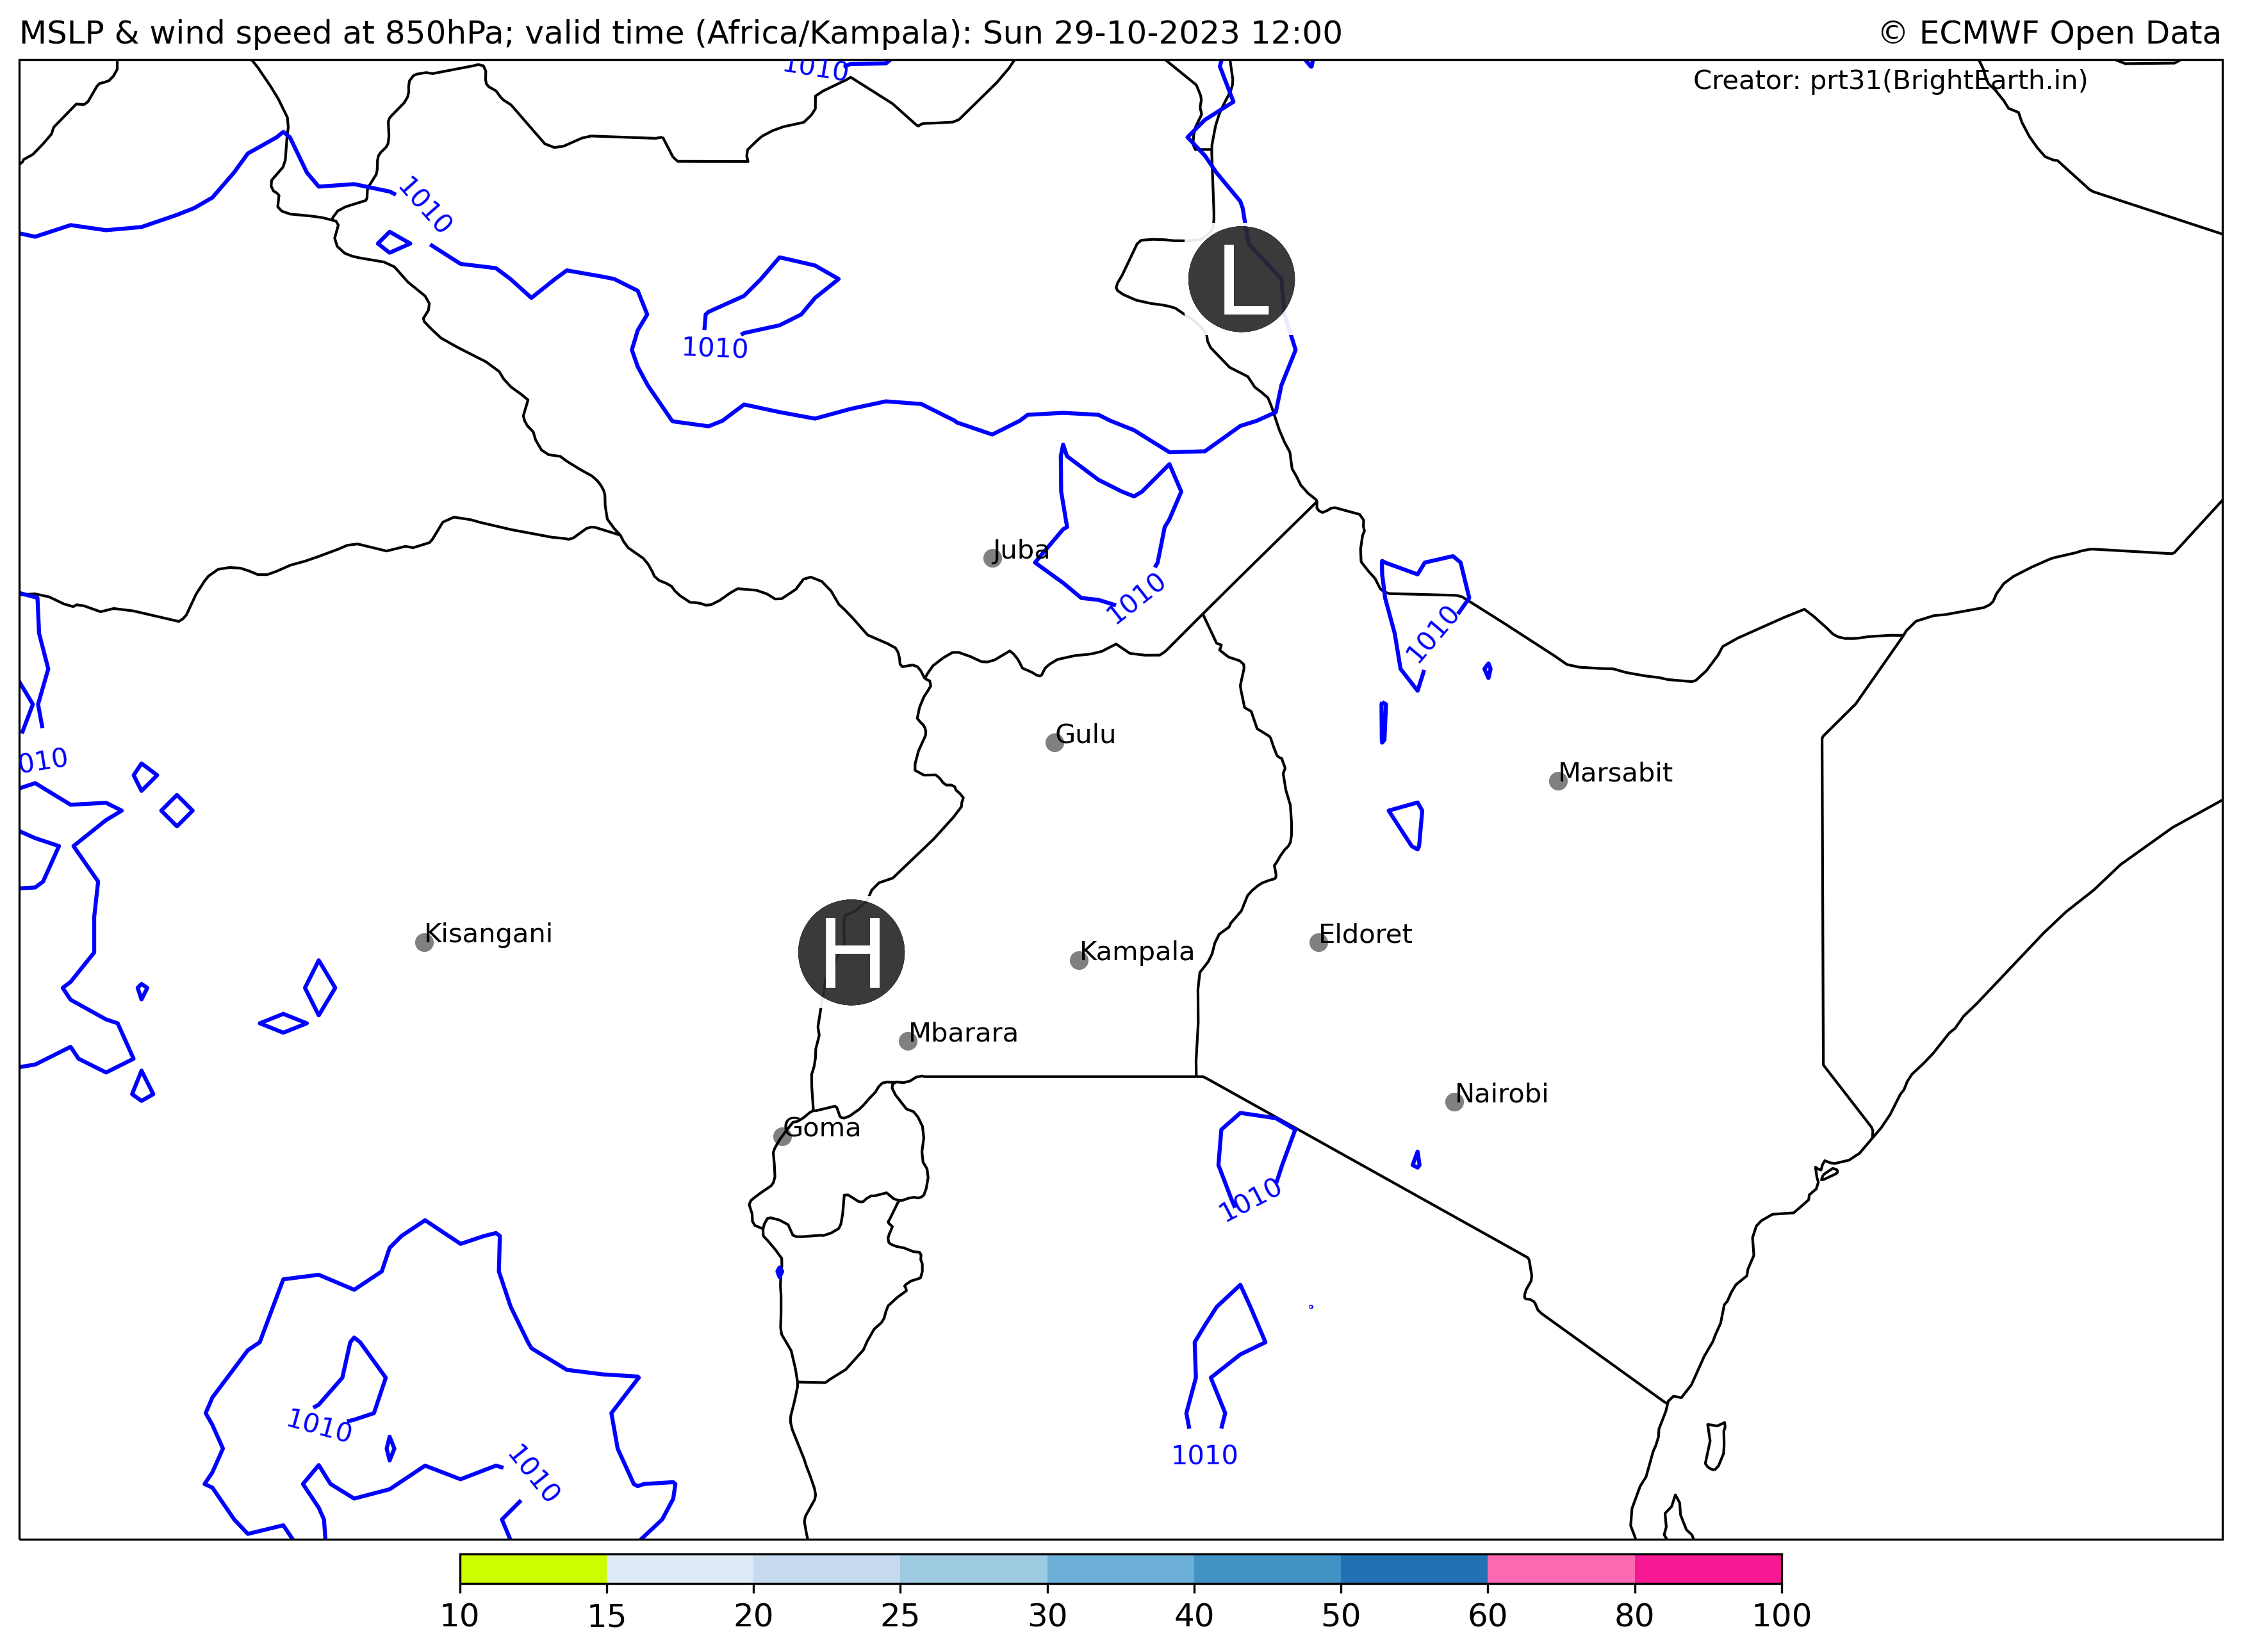 MSLP & wind speed at 850hPa; valid time (Africa/Kampala): Sun 29-10-2023 12:00
© ECMWF Open Data
1010
Creator: prt31(BrightEarth.in)
1010
L
1010
Juba
1010
1010
Gulu
010
Marsabit
Kisangani
Eldoret
H
Kampala
Mbarara
Nairobi
Goma
1010
1010
1010
1010
10 15 20 25 30 40 50 60 80 100